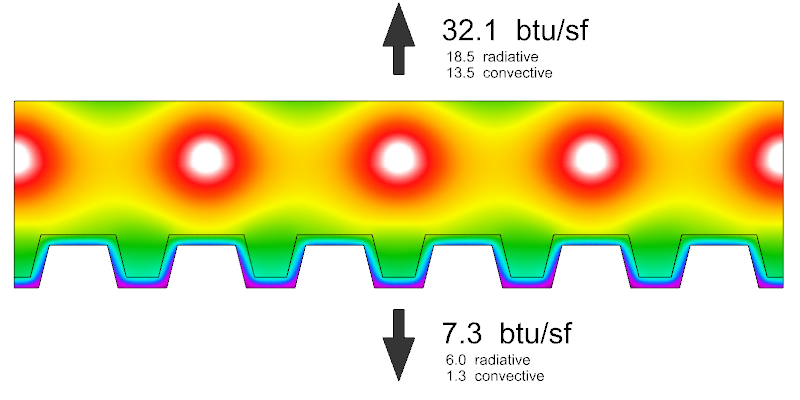 32.1 btu/sf
18.5 radiative
13.5 convective
7.3 btu/sf
6.0 radiative
1.3 convective